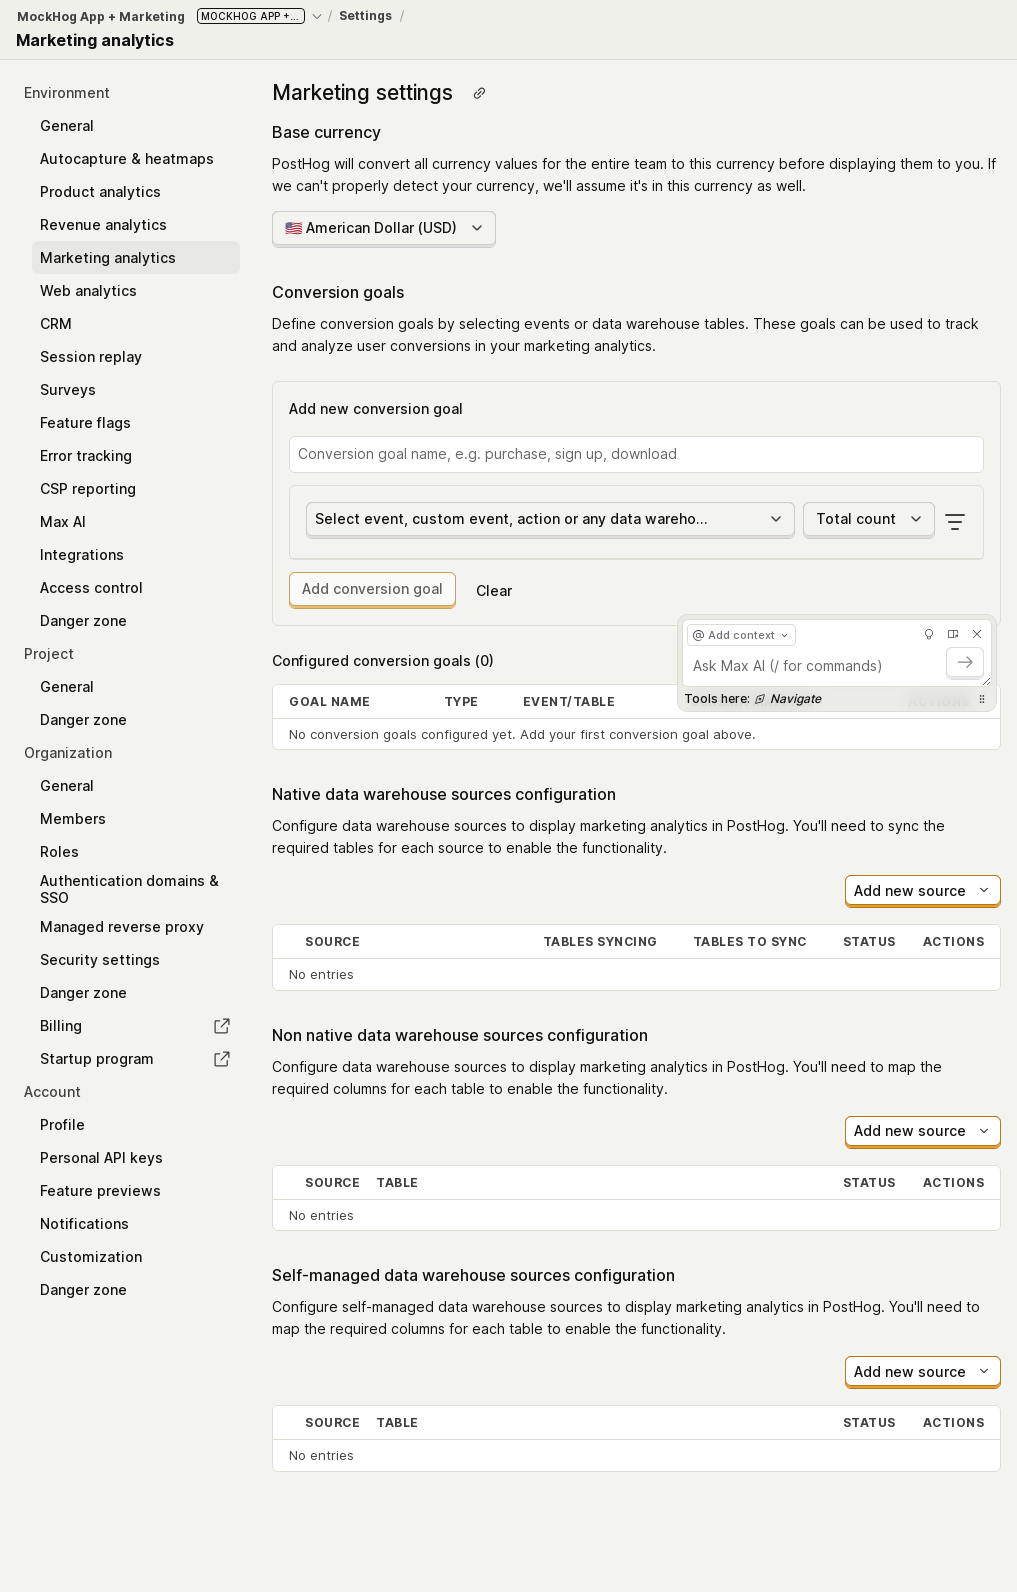 MockHog App + Marketing MOCKHOG APP +... / Settings /
Marketing analytics
Environment
General
Autocapture & heatmaps
Product analytics
Revenue analytics
Marketing analytics
Web analytics
CRM
Session replay
Surveys
Feature flags
Error tracking
CSP reporting
Max AI
Integrations
Access control
Danger zone
Project
General
Danger zone
Organization
General
Members
Roles
Authentication domains &
SSO
Managed reverse proxy
Security settings
Danger zone
Billing
Startup program
Account
Profile
Personal API keys
Feature previews
Notifications
Customization
Danger zone
Marketing settings
Base currency
PostHog will convert all currency values for the entire team to this currency before displaying them to you. If
we can't properly detect your currency, we'll assume it's in this currency as well.
🇺🇸 American Dollar (USD)
Conversion goals
Define conversion goals by selecting events or data warehouse tables. These goals can be used to track
and analyze user conversions in your marketing analytics.
Add new conversion goal
Conversion goal name, e.g. purchase, sign up, download
Select event, custom event, action or any data wareho... Total count
Add conversion goal Clear
Configured conversion goals (0)
GOAL NAME TYPE EVENT/TABLE ACTIONS
No conversion goals configured yet. Add your first conversion goal above.
@ Add context
Ask Max AI (/ for commands)
Tools here: Navigate
Native data warehouse sources configuration
Configure data warehouse sources to display marketing analytics in PostHog. You'll need to sync the
required tables for each source to enable the functionality.
Add new source
SOURCE TABLES SYNCING TABLES TO SYNC STATUS ACTIONS
No entries
Non native data warehouse sources configuration
Configure data warehouse sources to display marketing analytics in PostHog. You'll need to map the
required columns for each table to enable the functionality.
Add new source
SOURCE TABLE STATUS ACTIONS
No entries
Self-managed data warehouse sources configuration
Configure self-managed data warehouse sources to display marketing analytics in PostHog. You'll need to
map the required columns for each table to enable the functionality.
Add new source
SOURCE TABLE STATUS ACTIONS
No entries